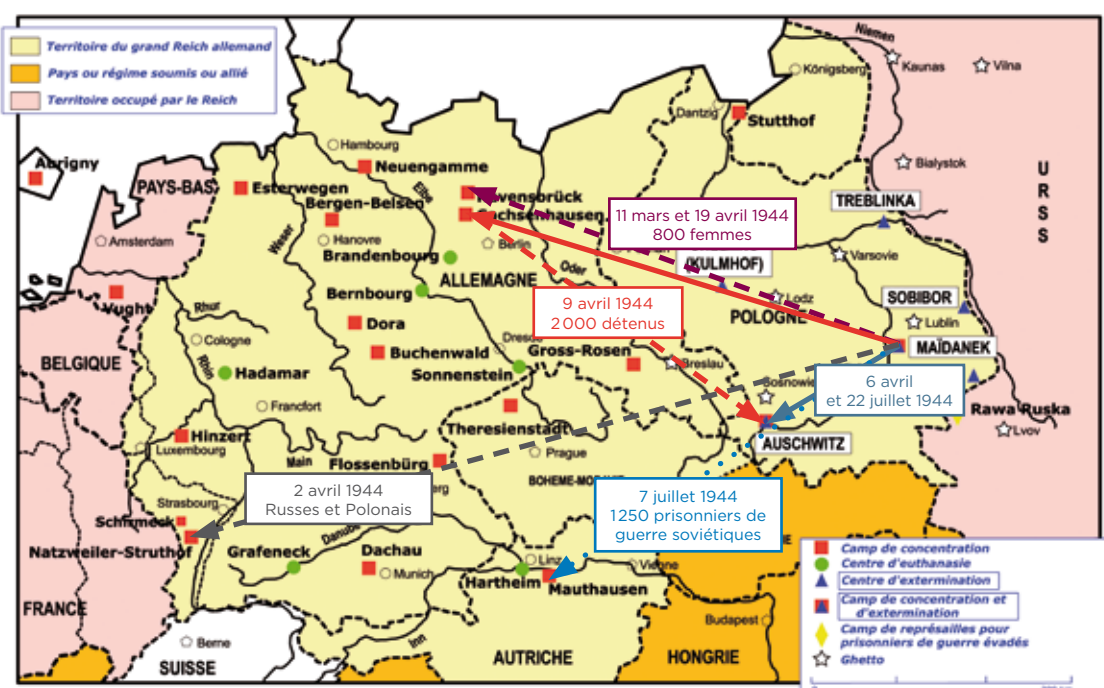 Territoire du grand Reich allemand
Pays ou régime soumis ou allié
Territoire occupé par le Reich
Niemen
Königsberg
Kaunas
Vilna
Dantzig
Stutthof
Hambourg
Neuengamme
Aurigny
PAYS-BAS
Esterwegen
Bergen-Belsen
Elbe
Ravensbrück
Sachsenhausen
Bialystok
URSS
TREBLINKA
11 mars et 19 avril 1944
800 femmes
Amsterdam
Weser
Hanovre
Berlin
Brandebourg
ALLEMAGNE
Oder
(KULMHOF)
Varsovie
Bernbourg
9 avril 1944
2 000 détenus
Lodz
POLOGNE
SOBIBOR
Lublin
Vught
Rhur
Dora
Cologne
Rhin
Buchenwald
Gross-Rosen
MAÏDANEK
BELGIQUE
Hadamar
Sonnenstein
Breslau
6 avril
et 22 juillet 1944
Rawa Ruska
Lvov
Francfort
Theresienstadt
AUSCHWITZ
Hinzert
Luxembourg
Main
Flossenbürg
Prague
2 avril 1944
Russes et Polonais
7 juillet 1944
1 250 prisonniers de
guerre soviétiques
Strasbourg
Schirmeck
Natzweiler-Struthof
Grafeneck
Danube
Dachau
Munich
Linz
Hartheim
Mauthausen
Vienne
FRANCE
Berne
SUISSE
Inn
AUTRICHE
Budapest
HONGRIE
Camp de concentration
Centre d'euthanasie
Centre d'extermination
Camp de concentration et
d'extermination
Camp de représailles pour
prisonniers de guerre évadés
Ghetto